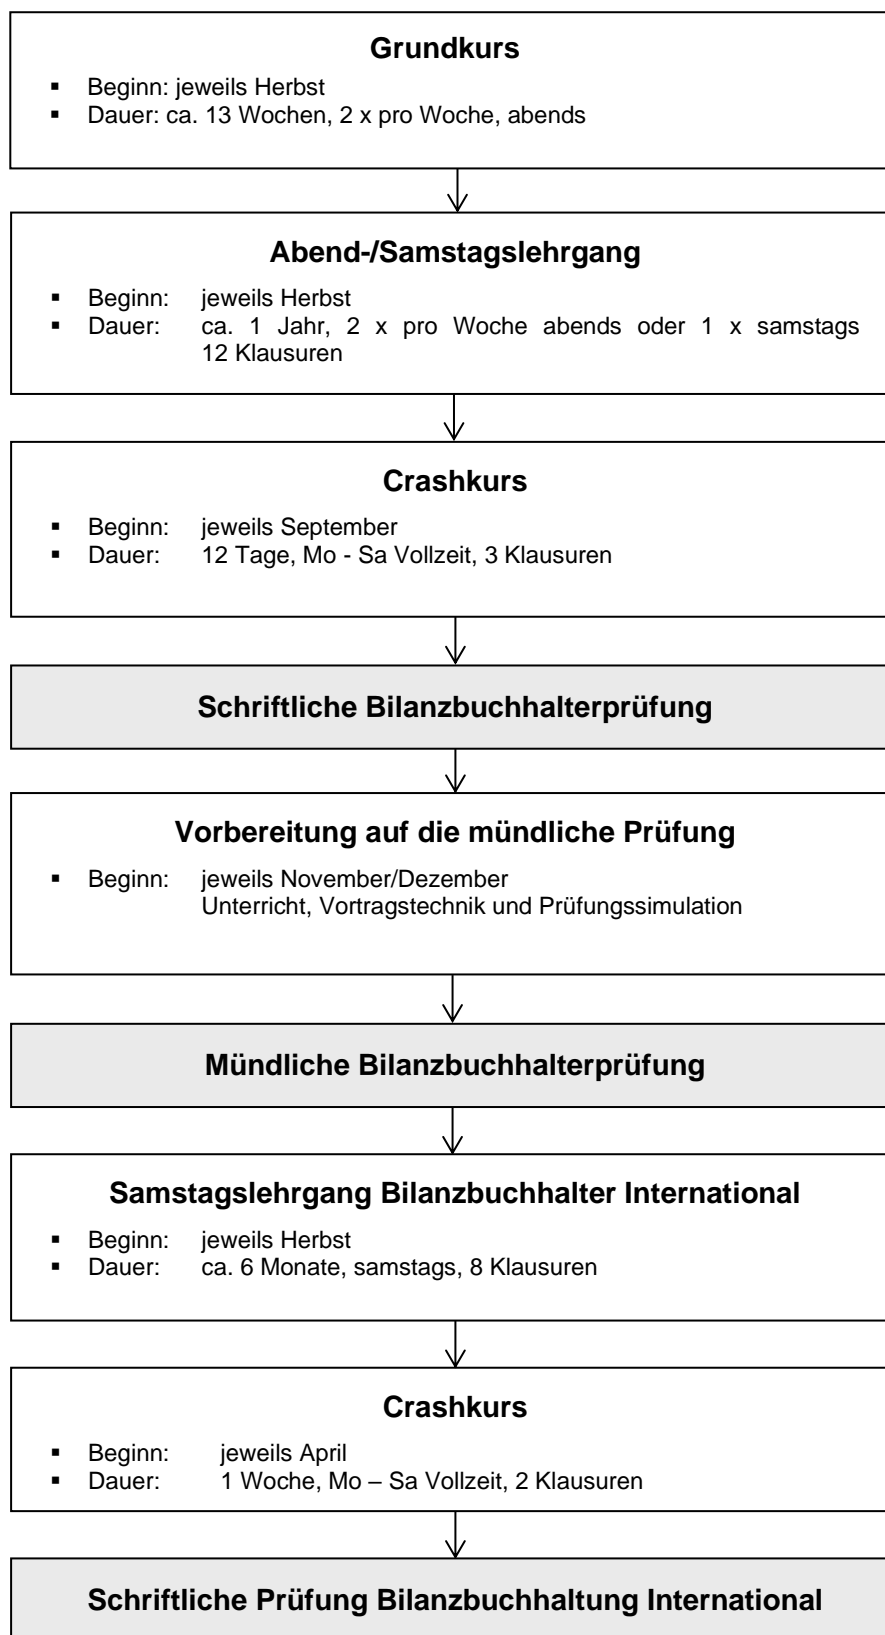 Grundkurs
▪ Beginn: jeweils Herbst
▪ Dauer: ca. 13 Wochen, 2 x pro Woche, abends
Abend-/Samstagslehrgang
▪ Beginn: jeweils Herbst
▪ Dauer: ca. 1 Jahr, 2 x pro Woche abends oder 1 x samstags
12 Klausuren
Crashkurs
▪ Beginn: jeweils September
▪ Dauer: 12 Tage, Mo - Sa Vollzeit, 3 Klausuren
Schriftliche Bilanzbuchhalterprüfung
Vorbereitung auf die mündliche Prüfung
▪ Beginn: jeweils November/Dezember
Unterricht, Vortragstechnik und Prüfungssimulation
Mündliche Bilanzbuchhalterprüfung
Samstagslehrgang Bilanzbuchhalter International
▪ Beginn: jeweils Herbst
▪ Dauer: ca. 6 Monate, samstags, 8 Klausuren
Crashkurs
▪ Beginn: jeweils April
▪ Dauer: 1 Woche, Mo – Sa Vollzeit, 2 Klausuren
Schriftliche Prüfung Bilanzbuchhaltung International